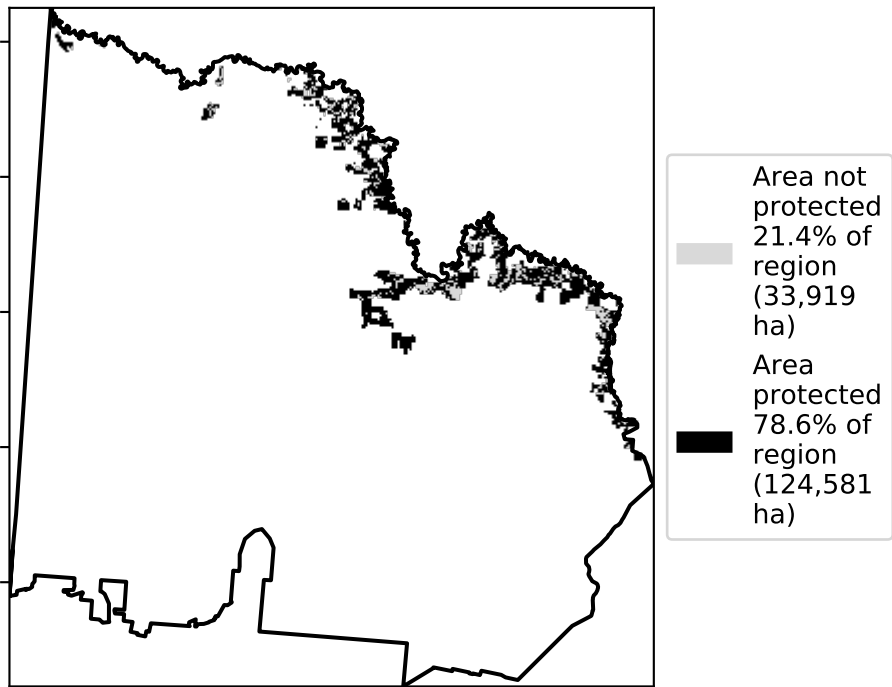 Area not
protected
21.4% of
region
(33,919
ha)
Area
protected
78.6% of
region
(124,581
ha)